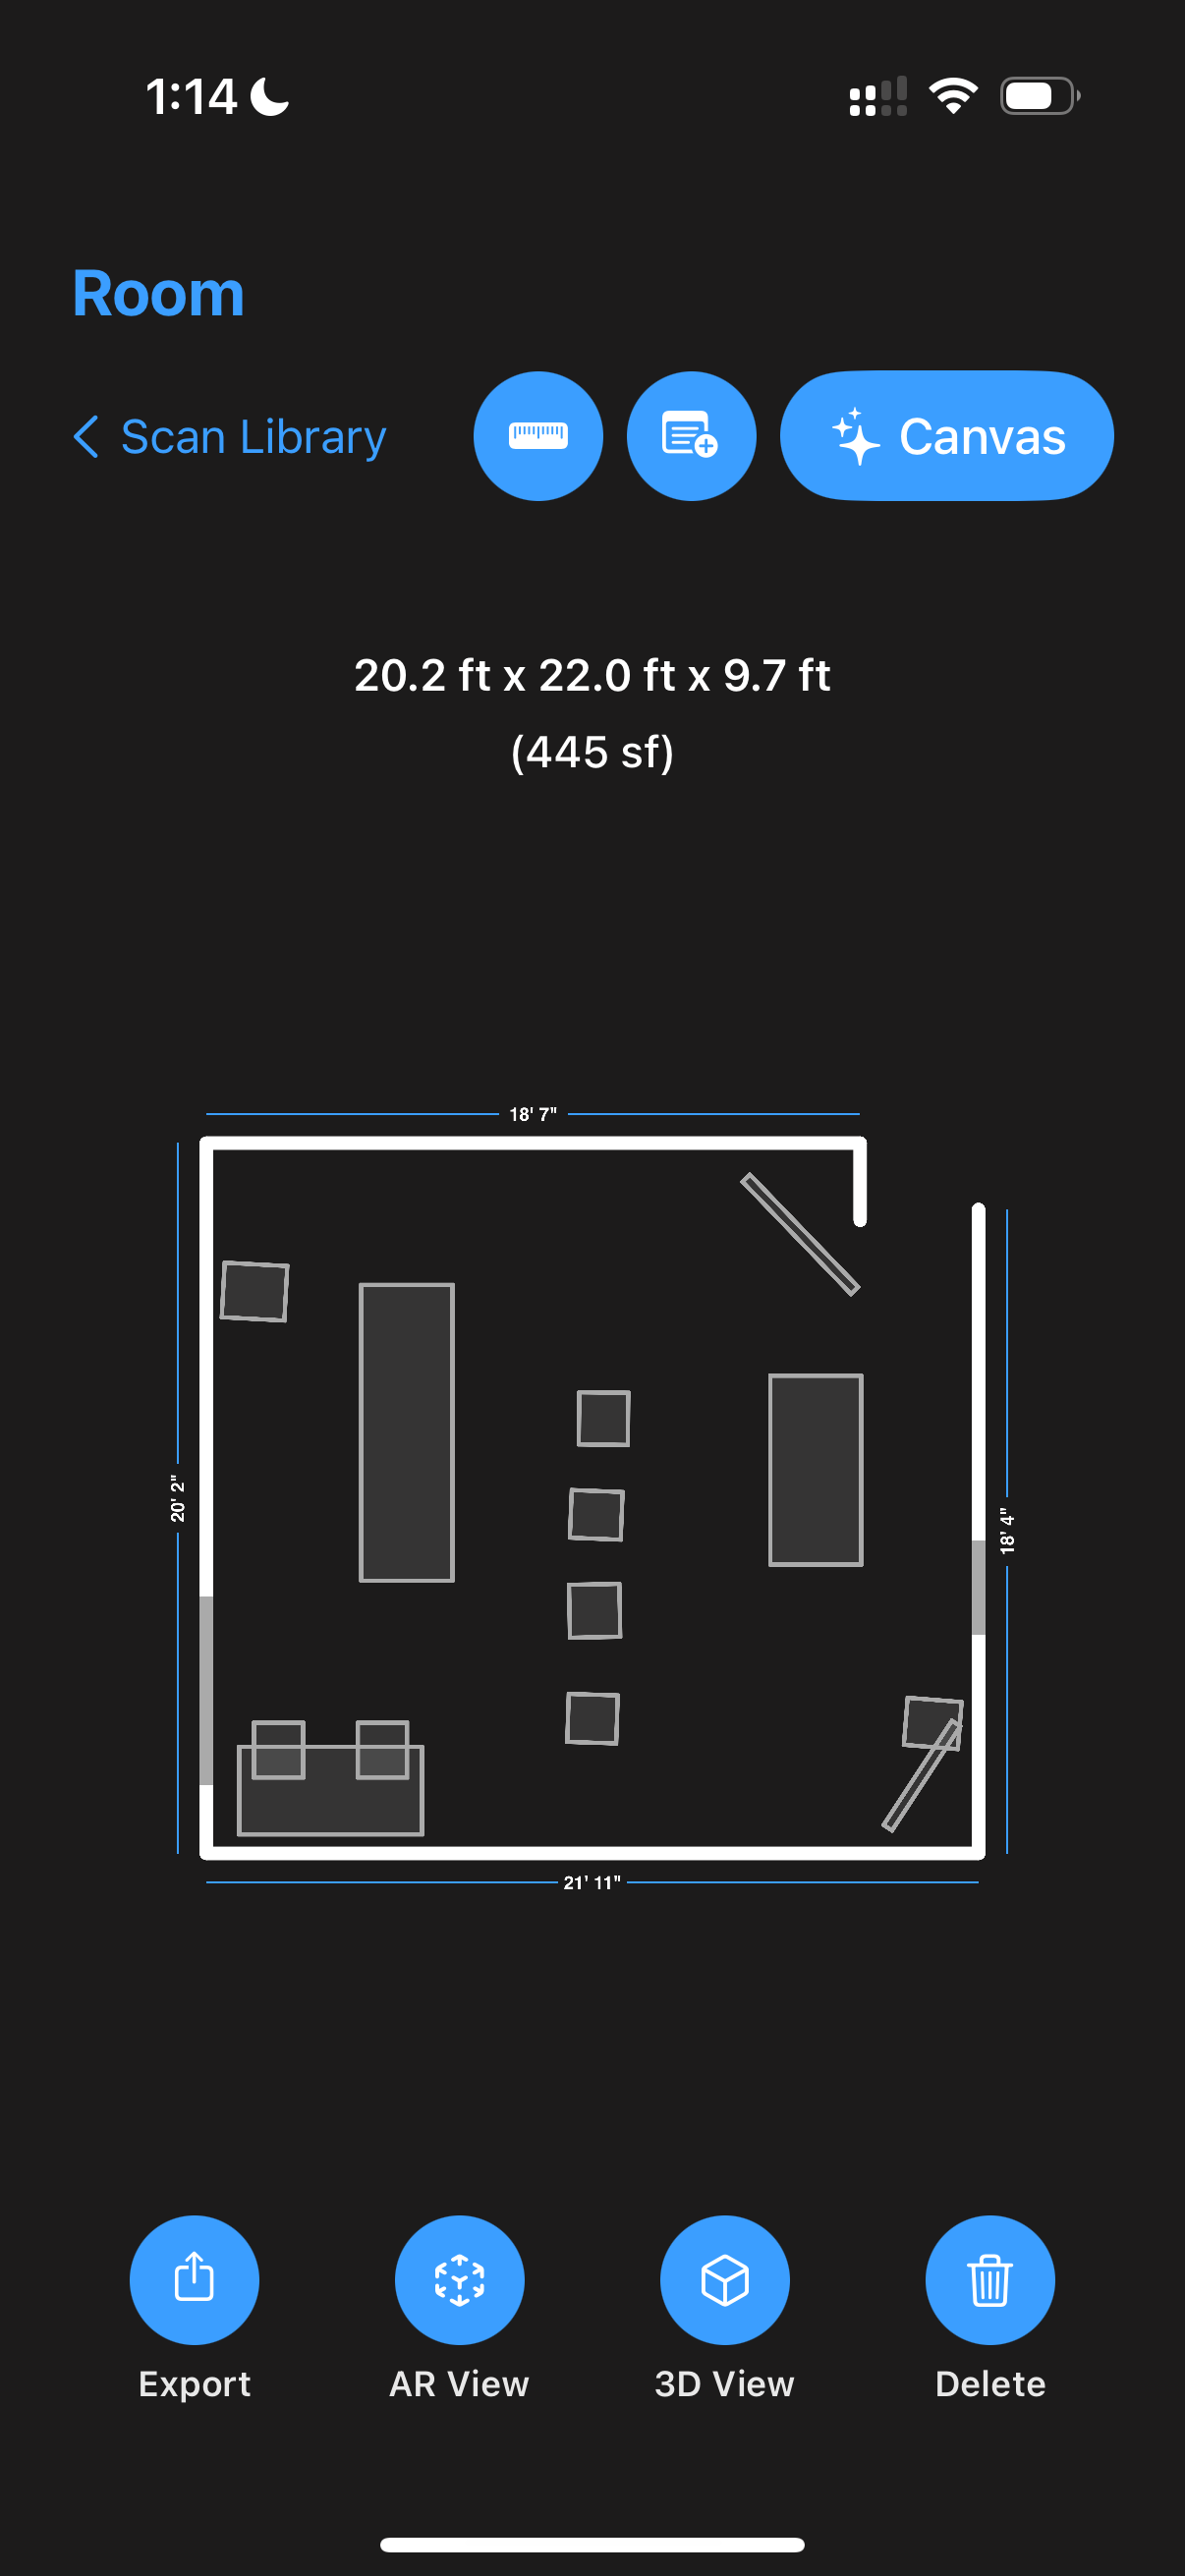 1:14
Room
Scan Library
Canvas
20.2 ft x 22.0 ft x 9.7 ft
(445 sf)
18' 7"
20' 2"
18' 4"
21' 11"
Export
AR View
3D View
Delete